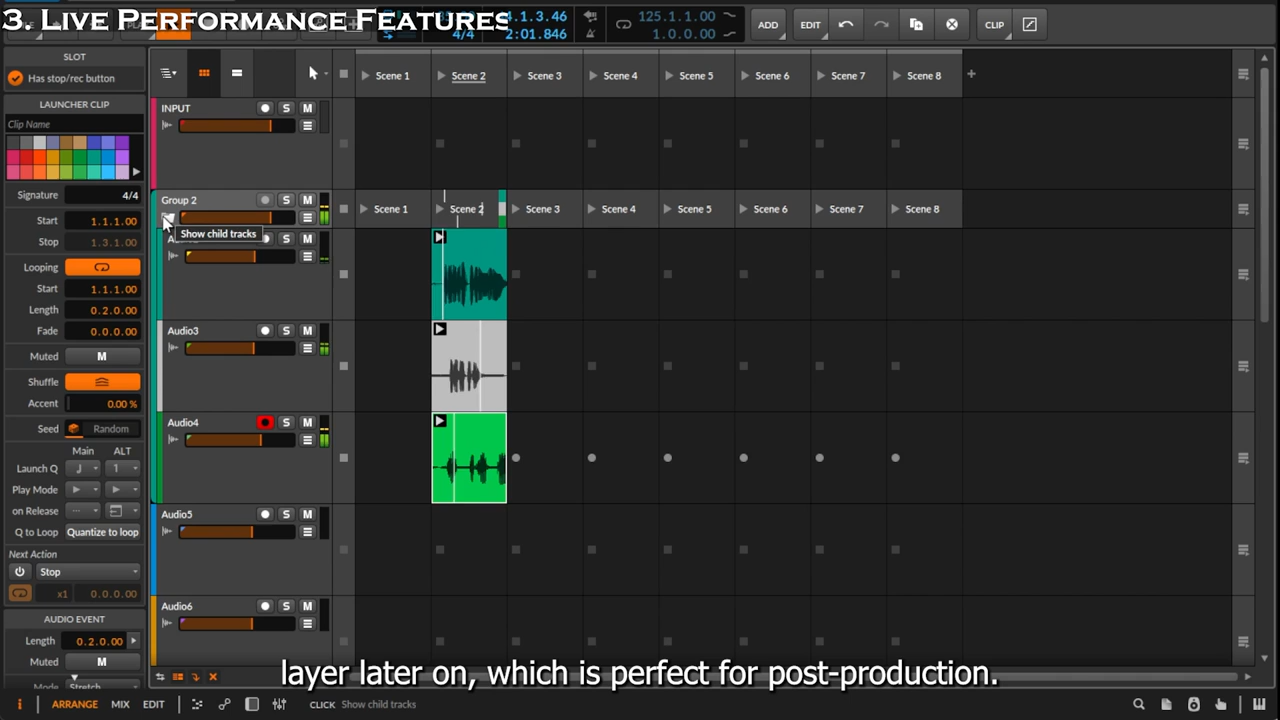 3. Live Performance Features
4.1.3.46
4/4
2:01.846
125.1.1.00
1.0.0.00
ADD
EDIT
CLIP
SLOT
Has stop/rec button
LAUNCHER CLIP
Clip Name
Signature 4/4
Start 1.1.1.00
Stop 1.3.1.00
Looping
Start 1.1.1.00
Length 0.2.0.00
Fade 0.0.0.00
Muted M
Shuffle
Accent 0.00 %
Seed Random
Main ALT
Launch Q 1
Play Mode
on Release
Q to Loop Quantize to loop
Next Action
Stop
x1 0.0.0.00
AUDIO EVENT
Length 0.2.0.00
Muted M
Mode Stretch
Scene 1 Scene 2 Scene 3 Scene 4 Scene 5 Scene 6 Scene 7 Scene 8 +
INPUT S M
Group 2 S M
Scene 1 Scene 2 Scene 3 Scene 4 Scene 5 Scene 6 Scene 7 Scene 8
Show child tracks
S M
Audio3 S M
Audio4 S M
Audio5 S M
Audio6 S M
layer later on, which is perfect for post-production.
i ARRANGE MIX EDIT CLICK Show child tracks